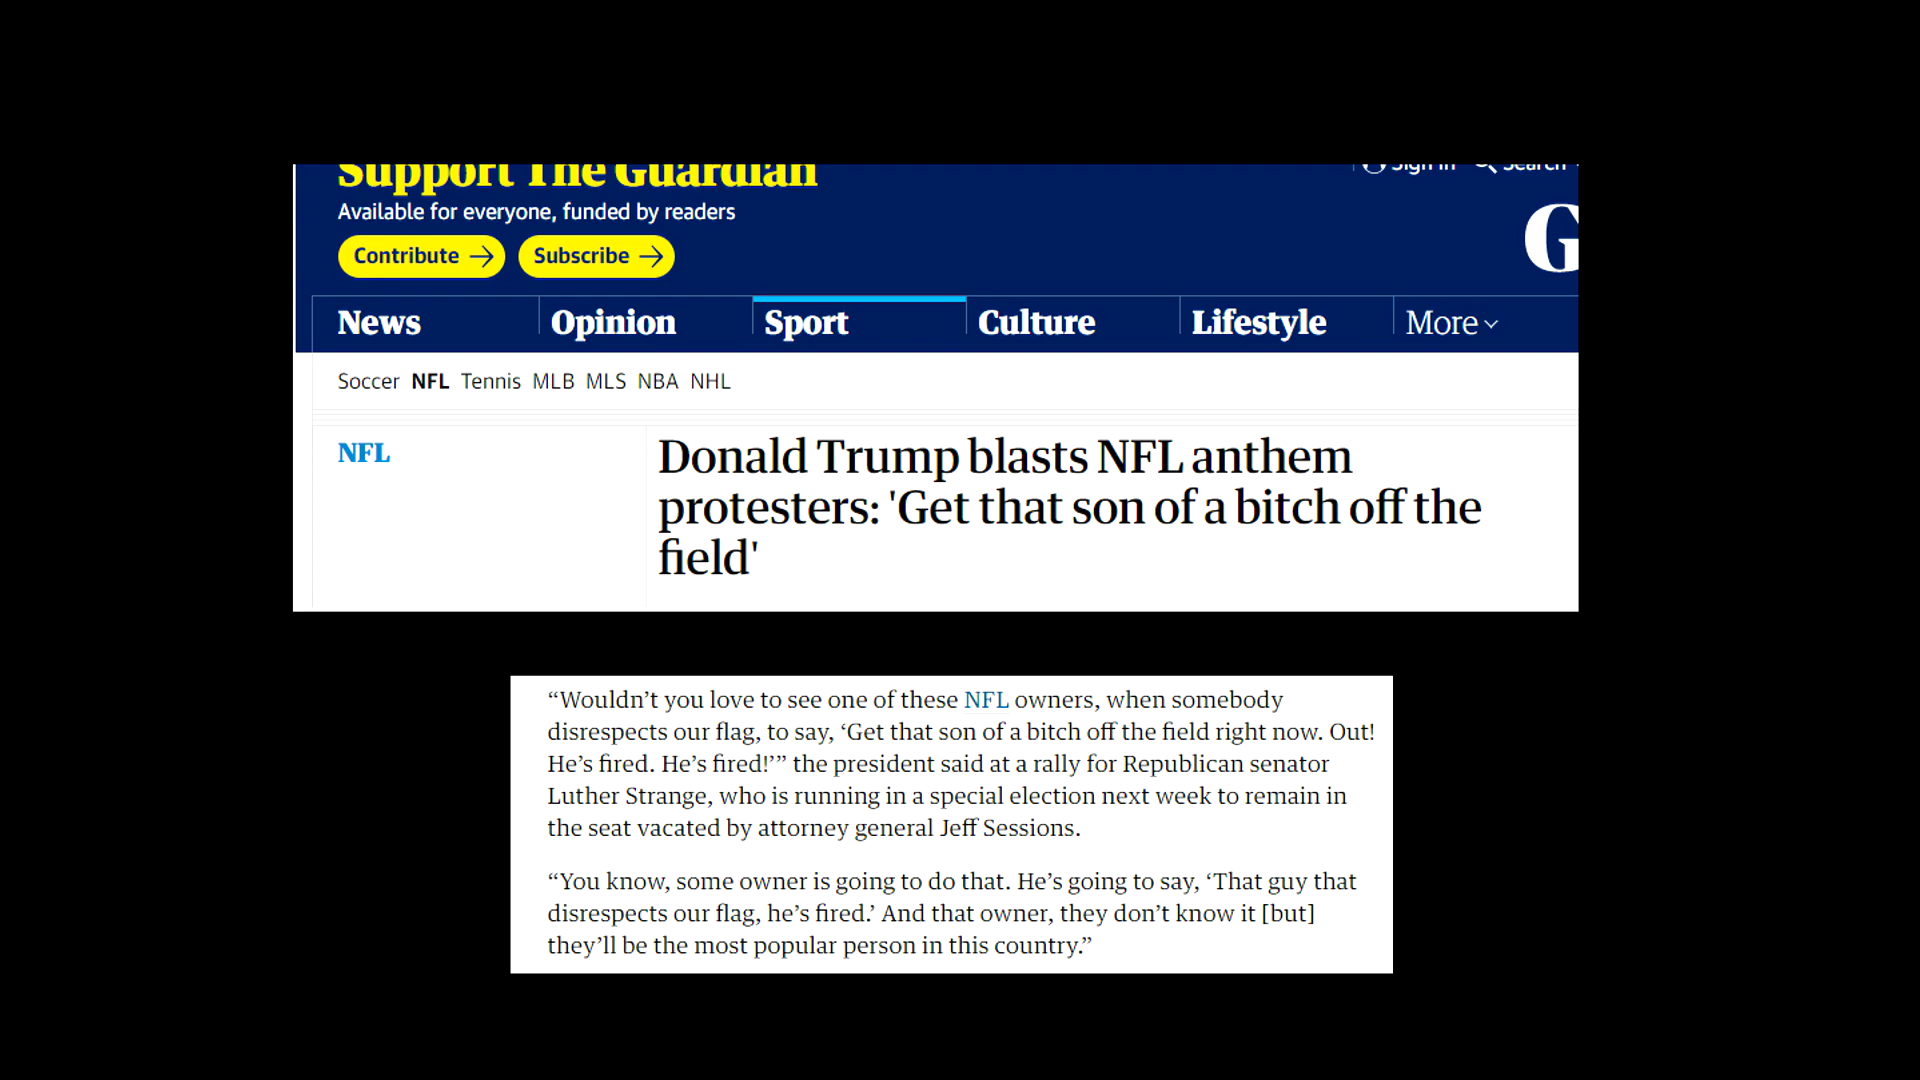 Support The Guardian
Sign in Search
Available for everyone, funded by readers
G
Contribute → Subscribe →
News Opinion Sport Culture Lifestyle More
Soccer NFL Tennis MLB MLS NBA NHL
NFL
Donald Trump blasts NFL anthem
protesters: 'Get that son of a bitch off the
field'
“Wouldn’t you love to see one of these NFL owners, when somebody
disrespects our flag, to say, ‘Get that son of a bitch off the field right now. Out!
He’s fired. He’s fired!’” the president said at a rally for Republican senator
Luther Strange, who is running in a special election next week to remain in
the seat vacated by attorney general Jeff Sessions.
“You know, some owner is going to do that. He’s going to say, ‘That guy that
disrespects our flag, he’s fired.’ And that owner, they don’t know it [but]
they’ll be the most popular person in this country.”